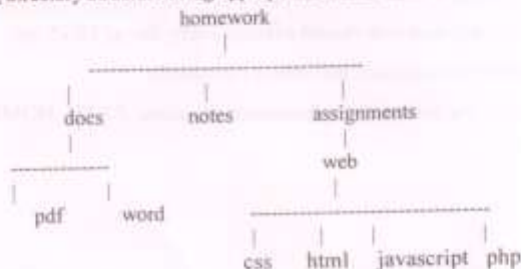 homework
docs notes assignments
web
pdf word
css html javascript php